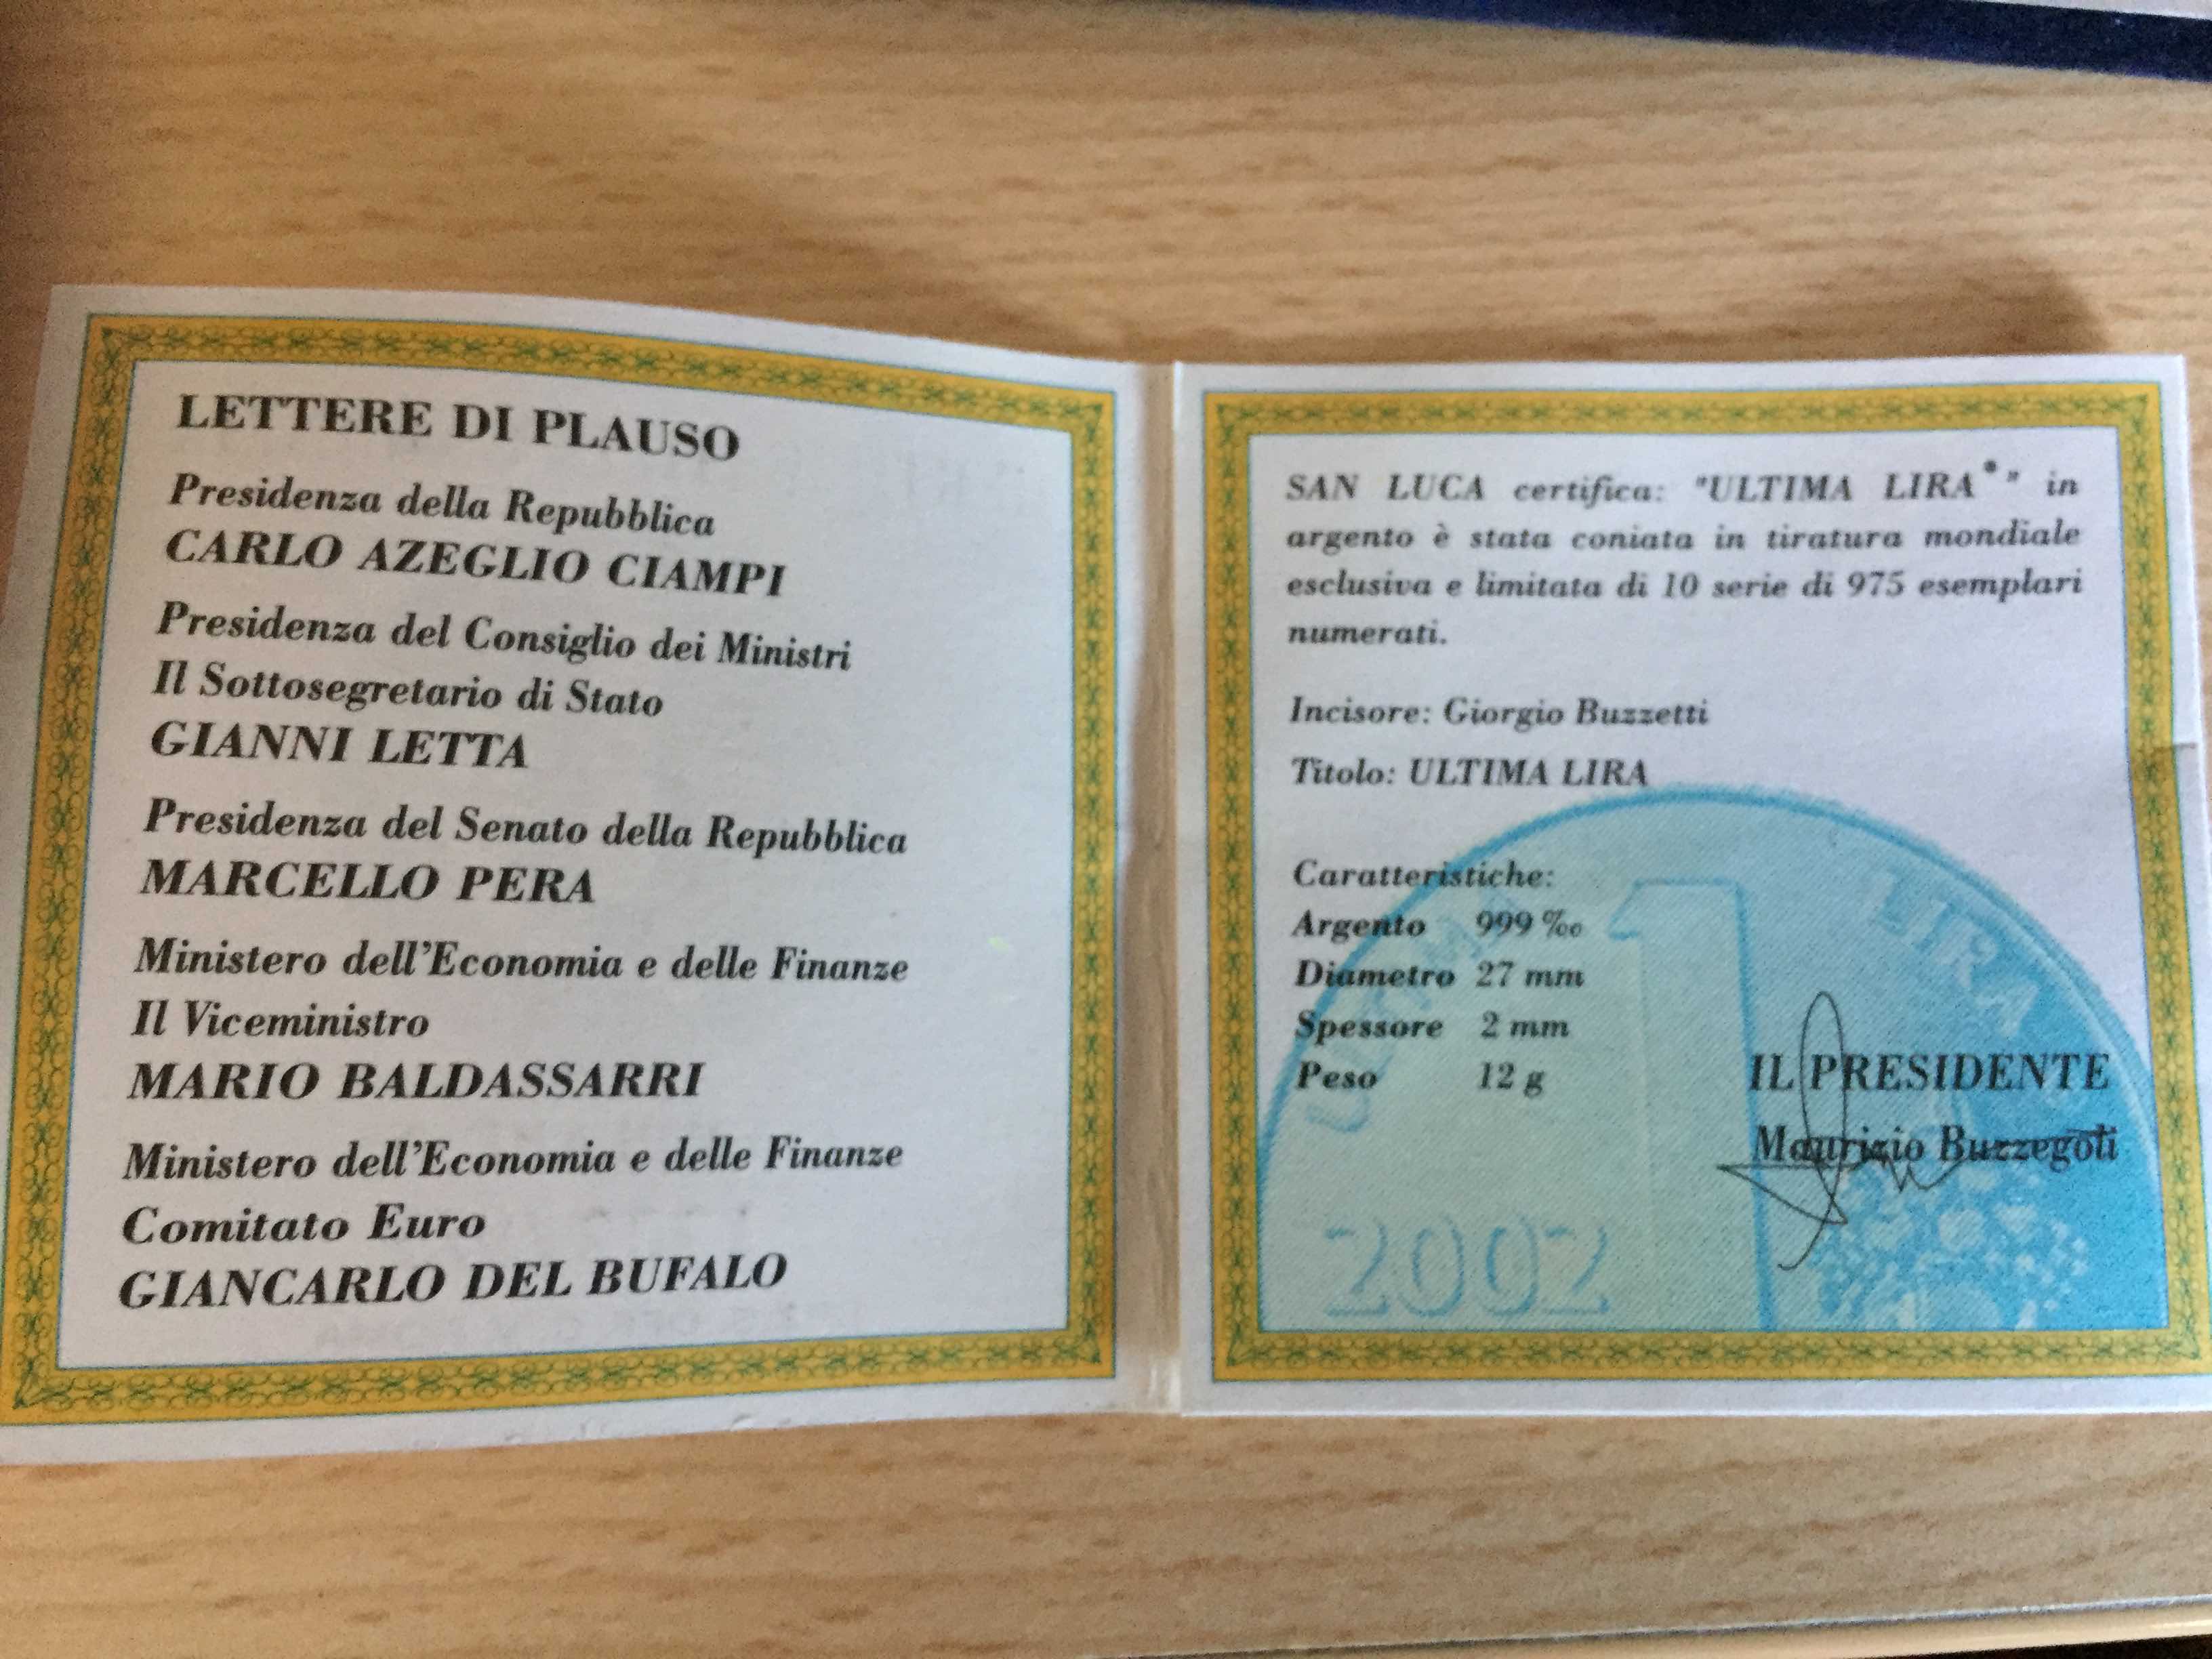 LETTERE DI PLAUSO
Presidenza della Repubblica
CARLO AZEGLIO CIAMPI
Presidenza del Consiglio dei Ministri
Il Sottosegretario di Stato
GIANNI LETTA
Presidenza del Senato della Repubblica
MARCELLO PERA
Ministero dell'Economia e delle Finanze
Il Viceministro
MARIO BALDASSARRI
Ministero dell'Economia e delle Finanze
Comitato Euro
GIANCARLO DEL BUFALO
SAN LUCA certifica: "ULTIMA LIRA®" in
argento è stata coniata in tiratura mondiale
esclusiva e limitata di 10 serie di 975 esemplari
numerati.
Incisore: Giorgio Buzzetti
Titolo: ULTIMA LIRA
Caratteristiche:
Argento 999 ‰
Diametro 27 mm
Spessore 2 mm
Peso 12 g
IL PRESIDENTE
Maurizio Buzzegoli
1
LIRA
2002